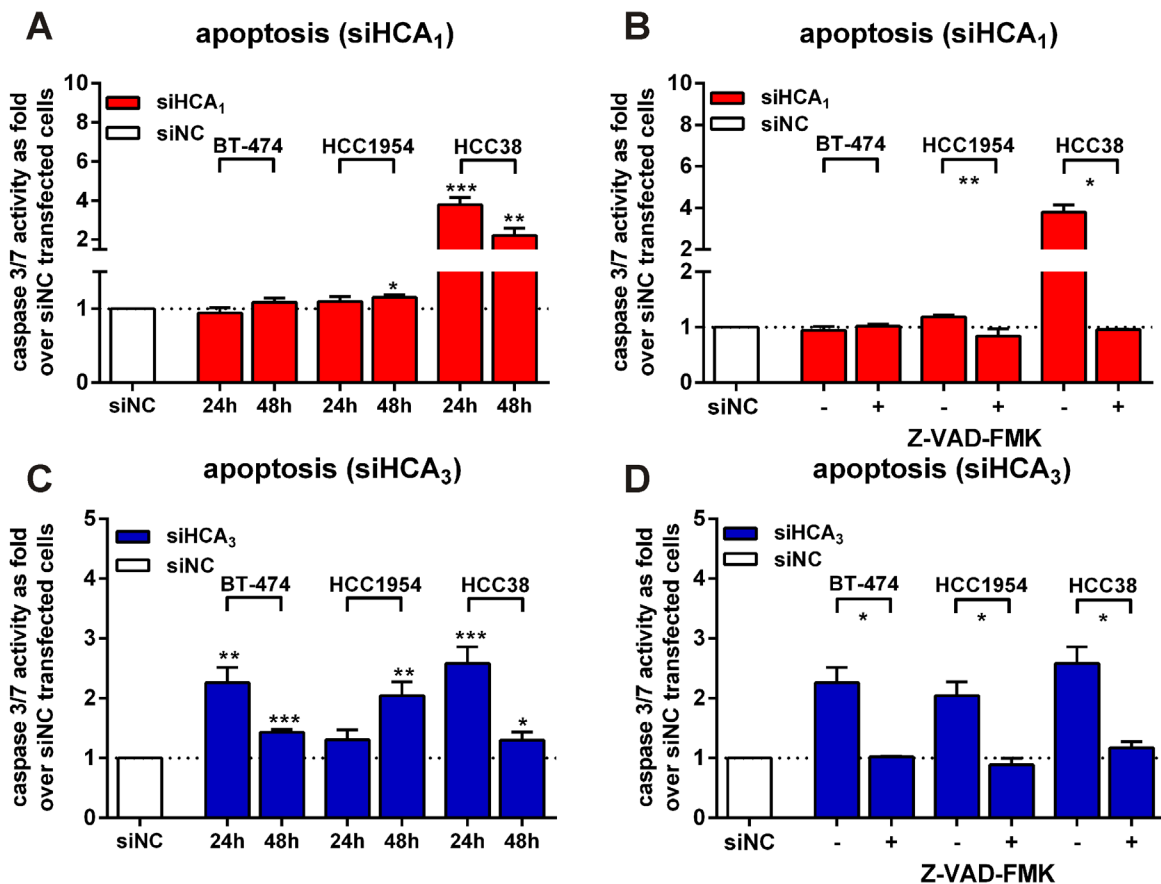 A
apoptosis (siHCA₁)
caspase 3/7 activity as fold
over siNC transfected cells
10
8
6
4
2
2
1
0
siHCA₁
siNC
BT-474
HCC1954
HCC38
*
***
**
siNC
24h 48h 24h 48h 24h 48h
B
apoptosis (siHCA₁)
caspase 3/7 activity as fold
over siNC transfected cells
10
8
6
4
2
2
1
0
siHCA₁
siNC
BT-474
HCC1954
HCC38
**
*
siNC
- + - + - +
Z-VAD-FMK
C
apoptosis (siHCA₃)
caspase 3/7 activity as fold
over siNC transfected cells
5
4
3
2
1
0
siHCA₃
siNC
BT-474
HCC1954
HCC38
**
***
**
***
*
siNC
24h 48h 24h 48h 24h 48h
D
apoptosis (siHCA₃)
caspase 3/7 activity as fold
over siNC transfected cells
5
4
3
2
1
0
siHCA₃
siNC
BT-474
HCC1954
HCC38
*
*
*
siNC
- + - + - +
Z-VAD-FMK